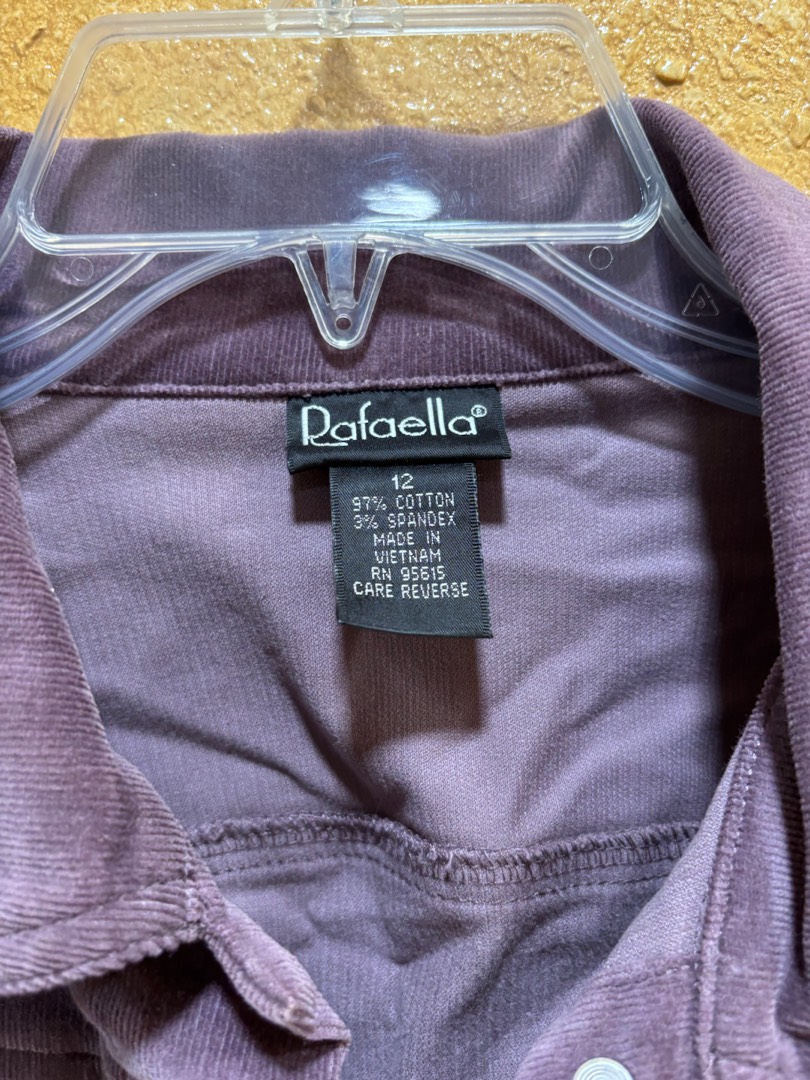 Rafaella®
12
97% COTTON
3% SPANDEX
MADE IN
VIETNAM
RN 95615
CARE REVERSE